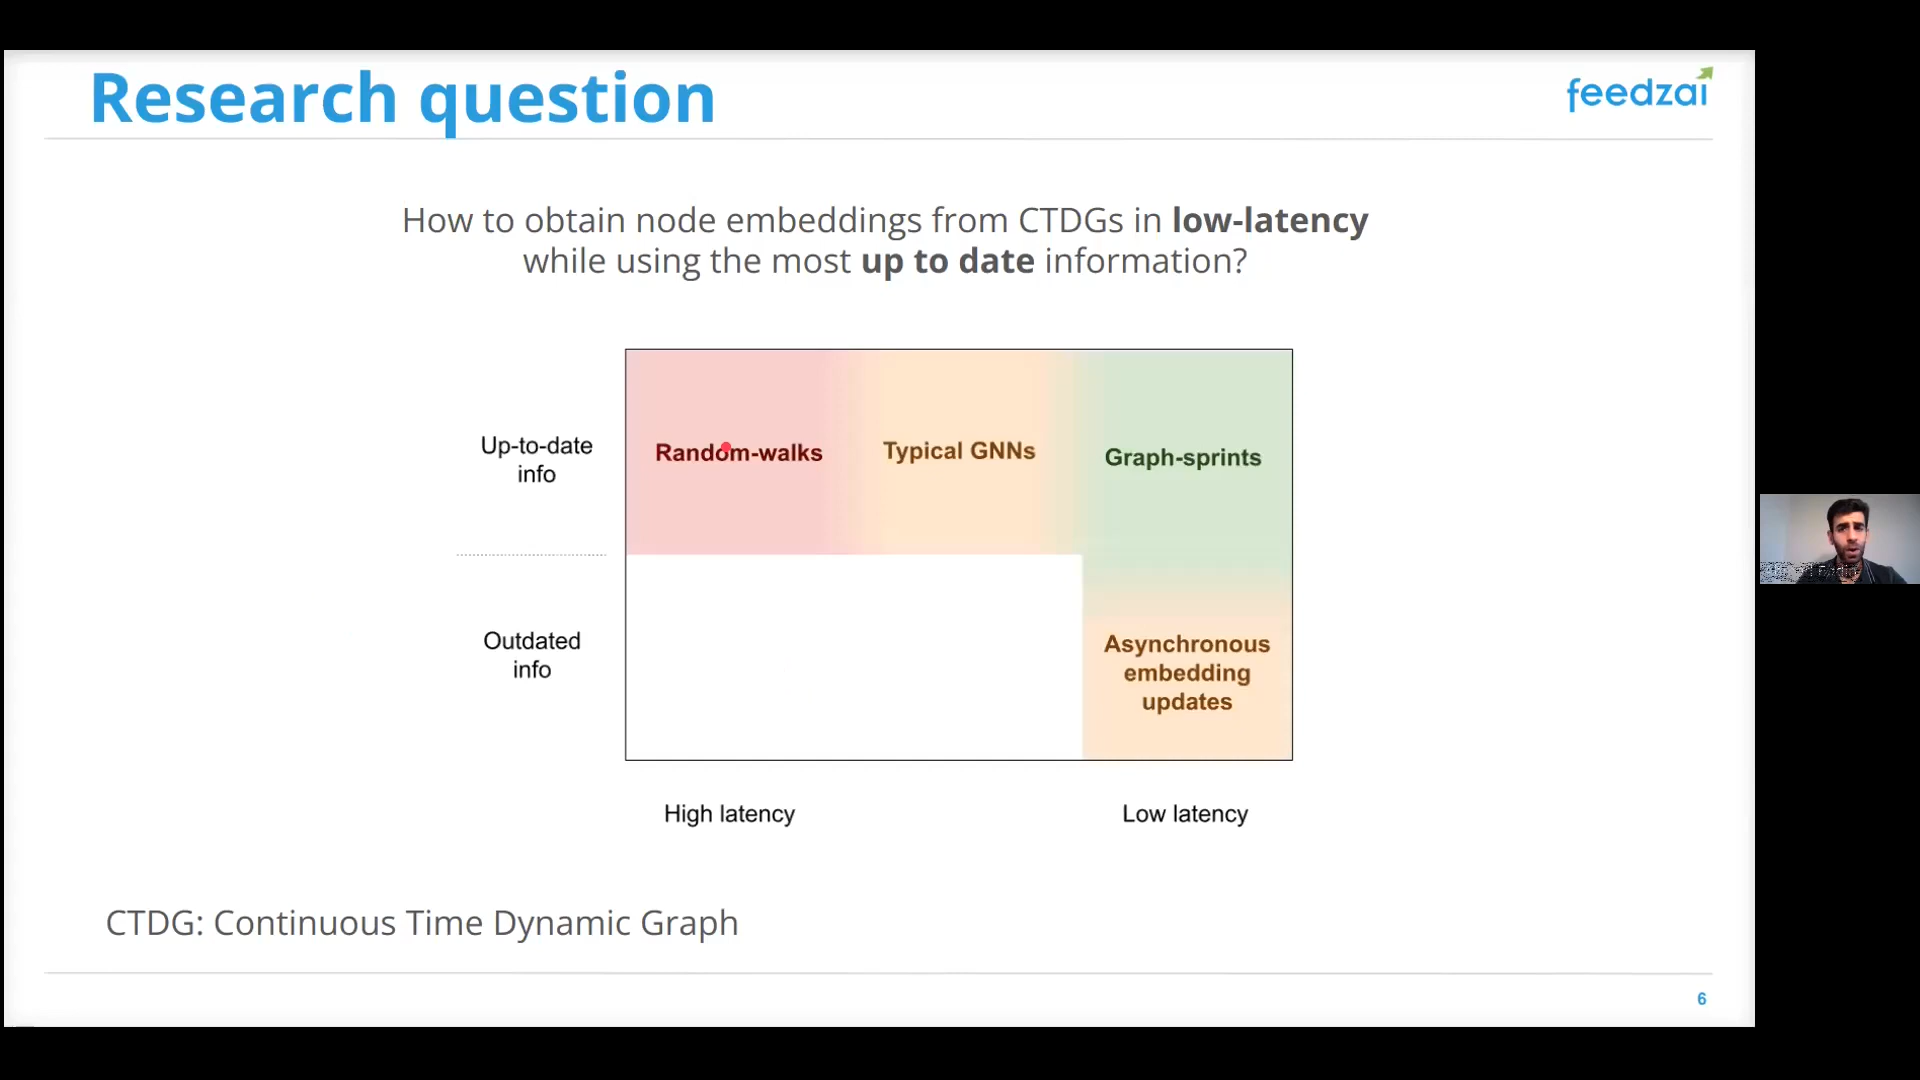 Research question
feedzai
How to obtain node embeddings from CTDGs in low-latency
while using the most up to date information?
Up-to-date
info
Random-walks
Typical GNNs
Graph-sprints
Outdated
info
Asynchronous
embedding
updates
High latency
Low latency
CTDG: Continuous Time Dynamic Graph
6